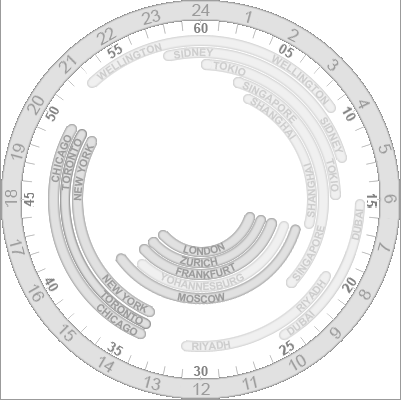 24
1
2
3
4
5
6
7
8
9
10
11
12
13
14
15
16
17
18
19
20
21
22
23
60
05
10
15
20
25
30
35
40
45
50
55
WELLINGTON
WELLINGTON
SiDNEY
SiDNEY
TOKIO
TOKIO
SINGAPORE
SINGAPORE
SHANGHAI
SHANGHAI
DUBAI
DUBAI
RIYADH
RIYADH
CHICAGO
TORONTO
NEW YORK
NEW YORK
TORONTO
CHICAGO
LONDON
ZURICH
FRANKFURT
YOHANNESBURG
MOSCOW